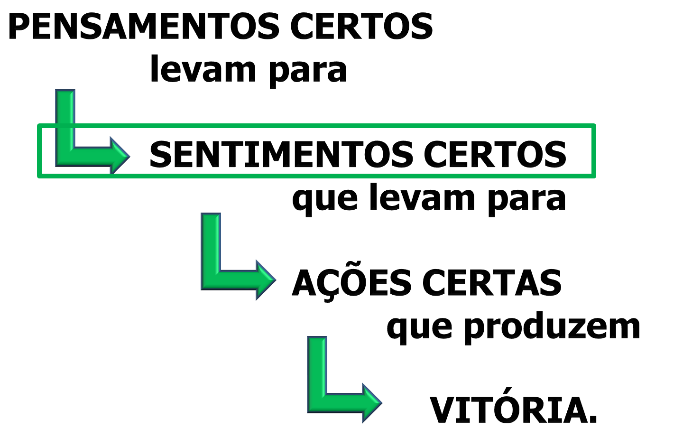 PENSAMENTOS CERTOS
levam para
SENTIMENTOS CERTOS
que levam para
AÇÕES CERTAS
que produzem
VITÓRIA.